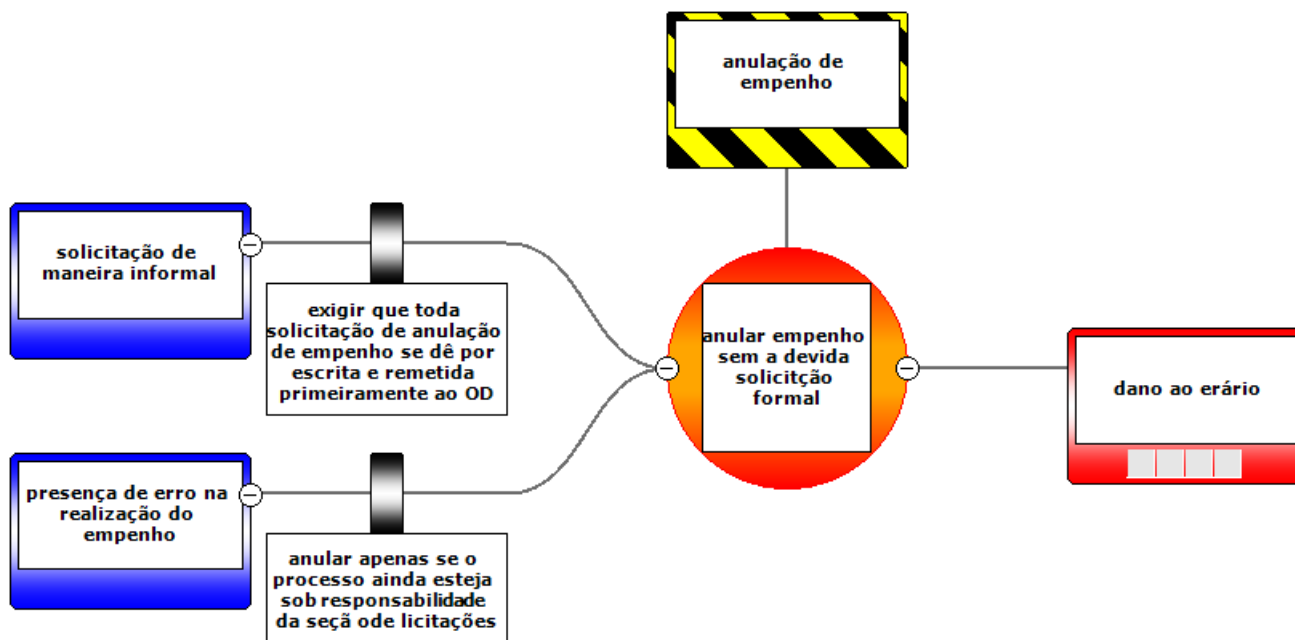 anulação de
empenho
solicitação de
maneira informal
exigir que toda
solicitação de anulação
de empenho se dê por
escrita e remetida
primeiramente ao OD
anular empenho
sem a devida
solicitção
formal
dano ao erário
presença de erro na
realização do
empenho
anular apenas se o
processo ainda esteja
sob responsabilidade
da seçã ode licitações